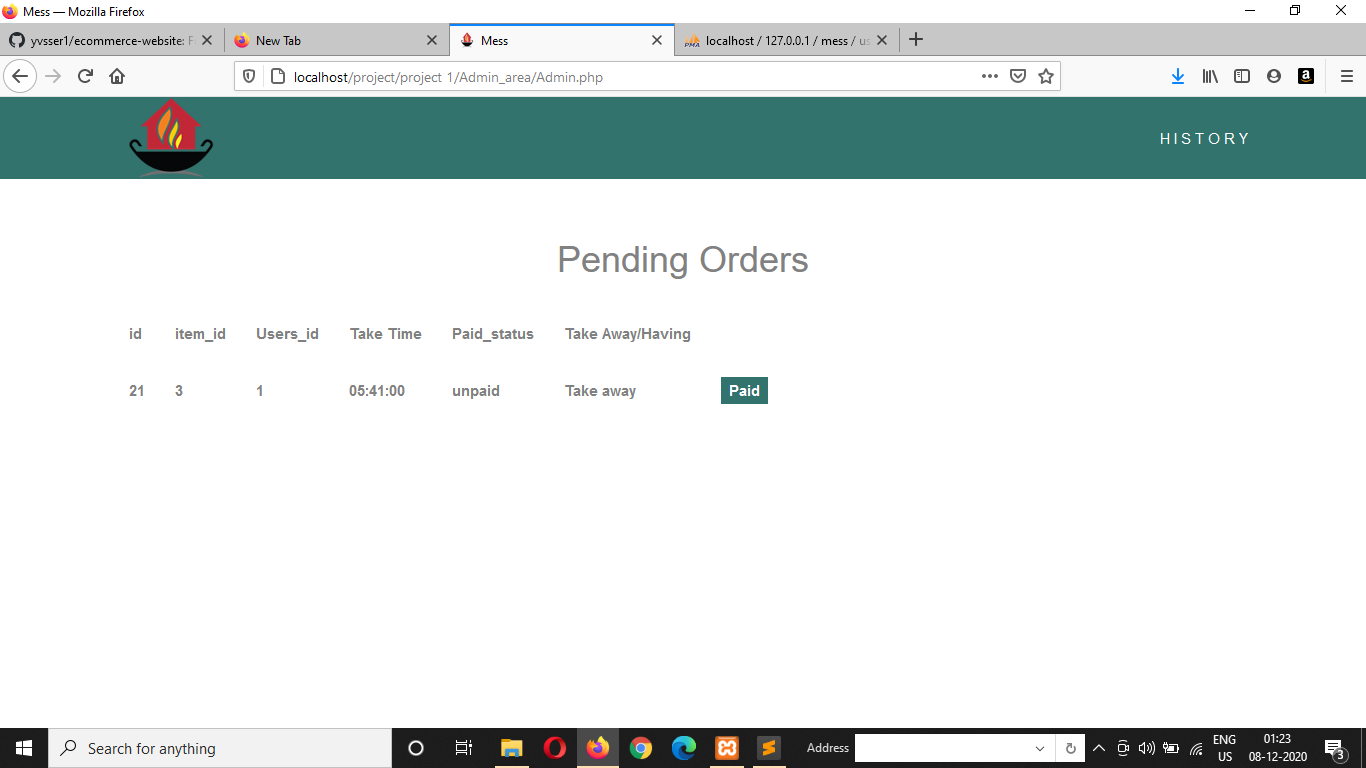 Mess — Mozilla Firefox
yvsser1/ecommerce-website: F
New Tab
Mess
PMA
localhost / 127.0.0.1 / mess / us
localhost/project/project 1/Admin_area/Admin.php
HISTORY
Pending Orders
id item_id Users_id Take Time Paid_status Take Away/Having
21 3 1 05:41:00 unpaid Take away Paid
Search for anything
Address
ENG
US
01:23
08-12-2020
3